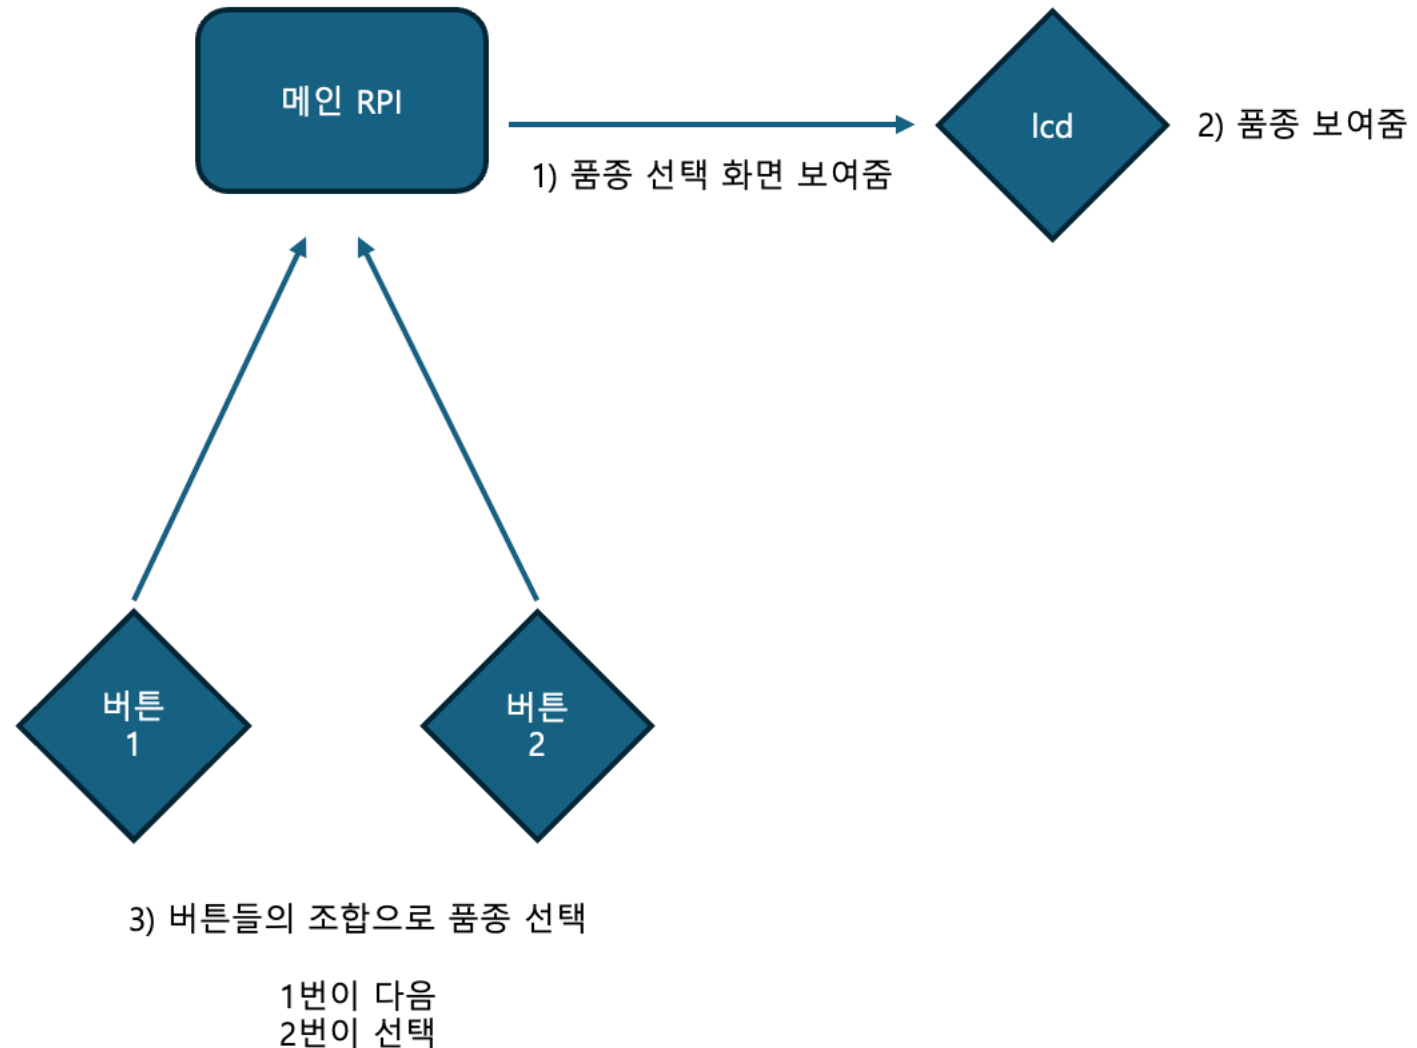 메인 RPI
lcd
2) 품종 보여줌
1) 품종 선택 화면 보여줌
버튼
1
버튼
2
3) 버튼들의 조합으로 품종 선택
1번이 다음
2번이 선택